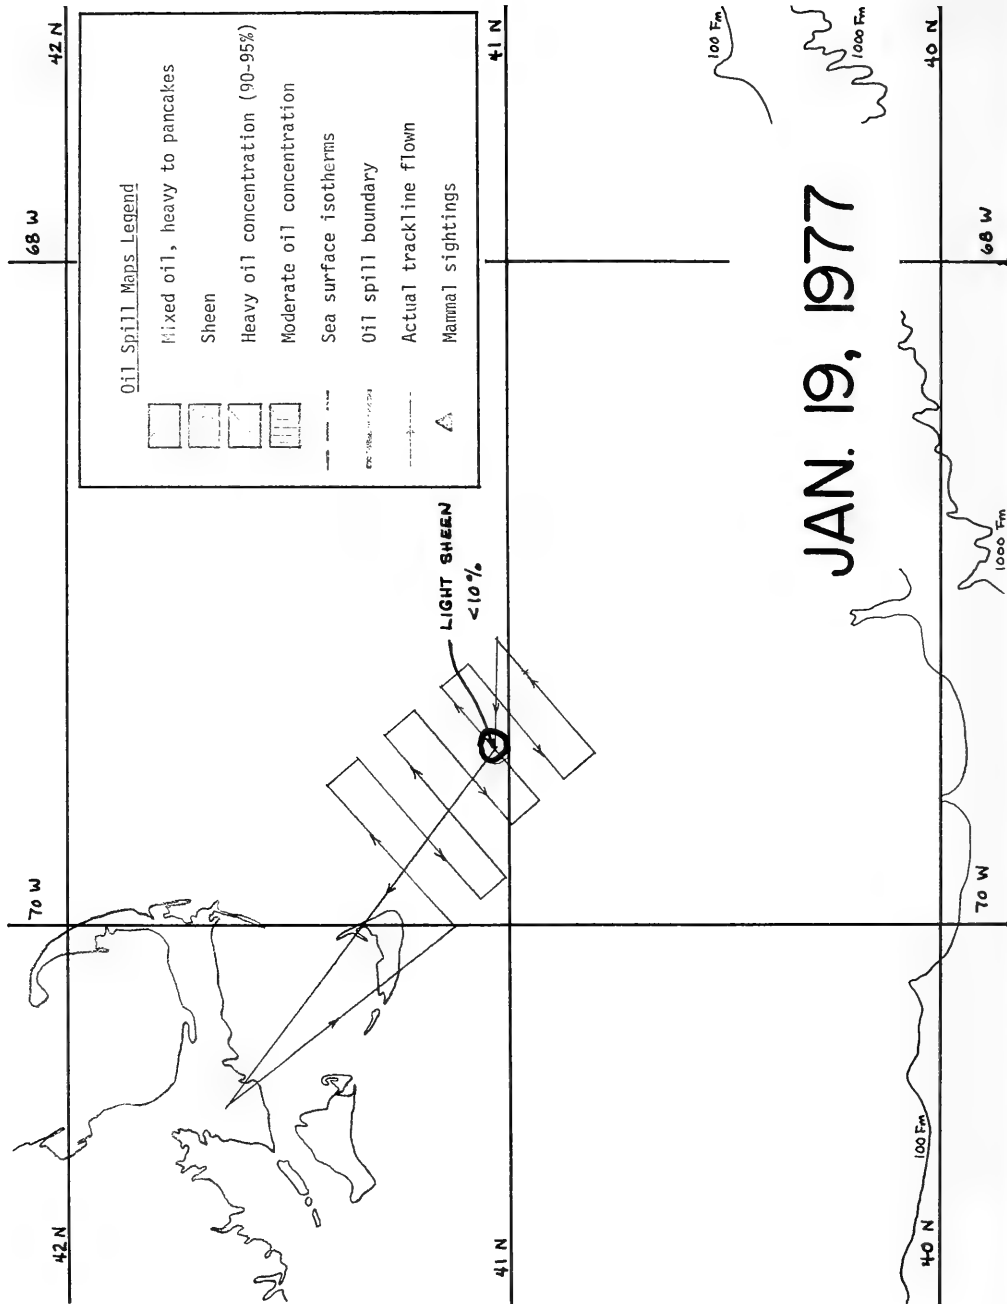 42 N
41 N
40 N
68 W
Oil Spill Maps Legend
Mixed oil, heavy to pancakes
Sheen
Heavy oil concentration (90-95%)
Moderate oil concentration
Sea surface isotherms
Oil spill boundary
Actual trackline flown
Mammal sightings
100 Fm
1000 Fm
68 W
JAN. 19, 1977
LIGHT SHEEN
<10%
1000 Fm
70 W
70 W
100 Fm
42 N
41 N
40 N